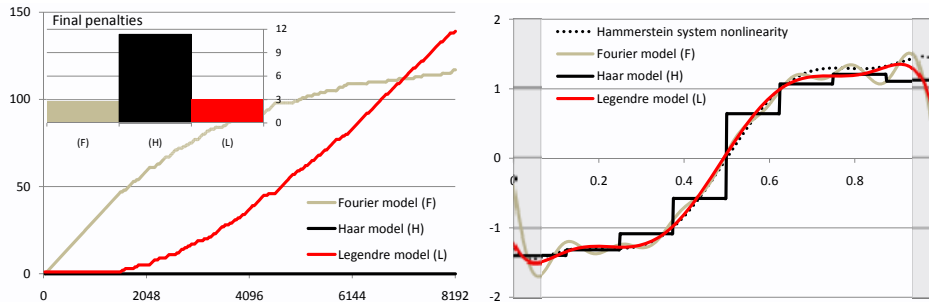 Final penalties
150
100
50
0
12
9
6
3
0
(F)
(H)
(L)
Fourier model (F)
Haar model (H)
Legendre model (L)
0
2048
4096
6144
8192
2
1
0
-1
-2
0
0.2
0.4
0.6
0.8
Hammerstein system nonlinearity
Fourier model (F)
Haar model (H)
Legendre model (L)